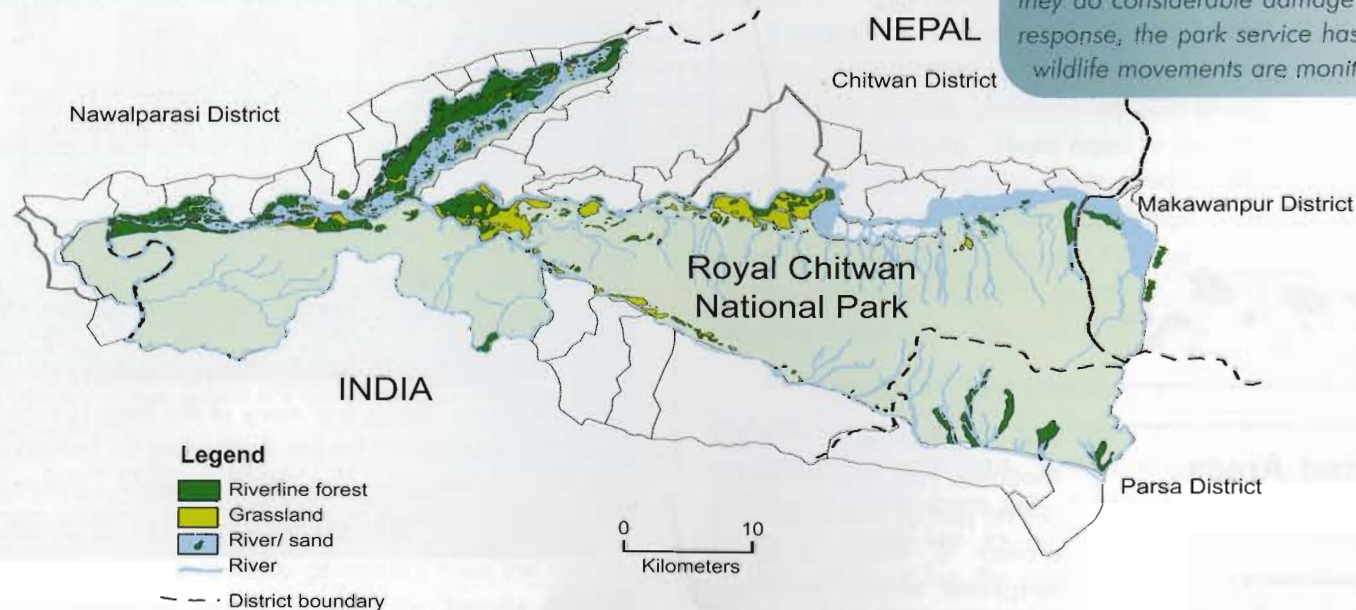 they do considerable damage
response, the park service has
wildlife movements are monit
NEPAL
Chitwan District
Nawalparasi District
Makawanpur District
Royal Chitwan
National Park
INDIA
Parsa District
Legend
Riverline forest
Grassland
River/ sand
River
District boundary
0 10
Kilometers